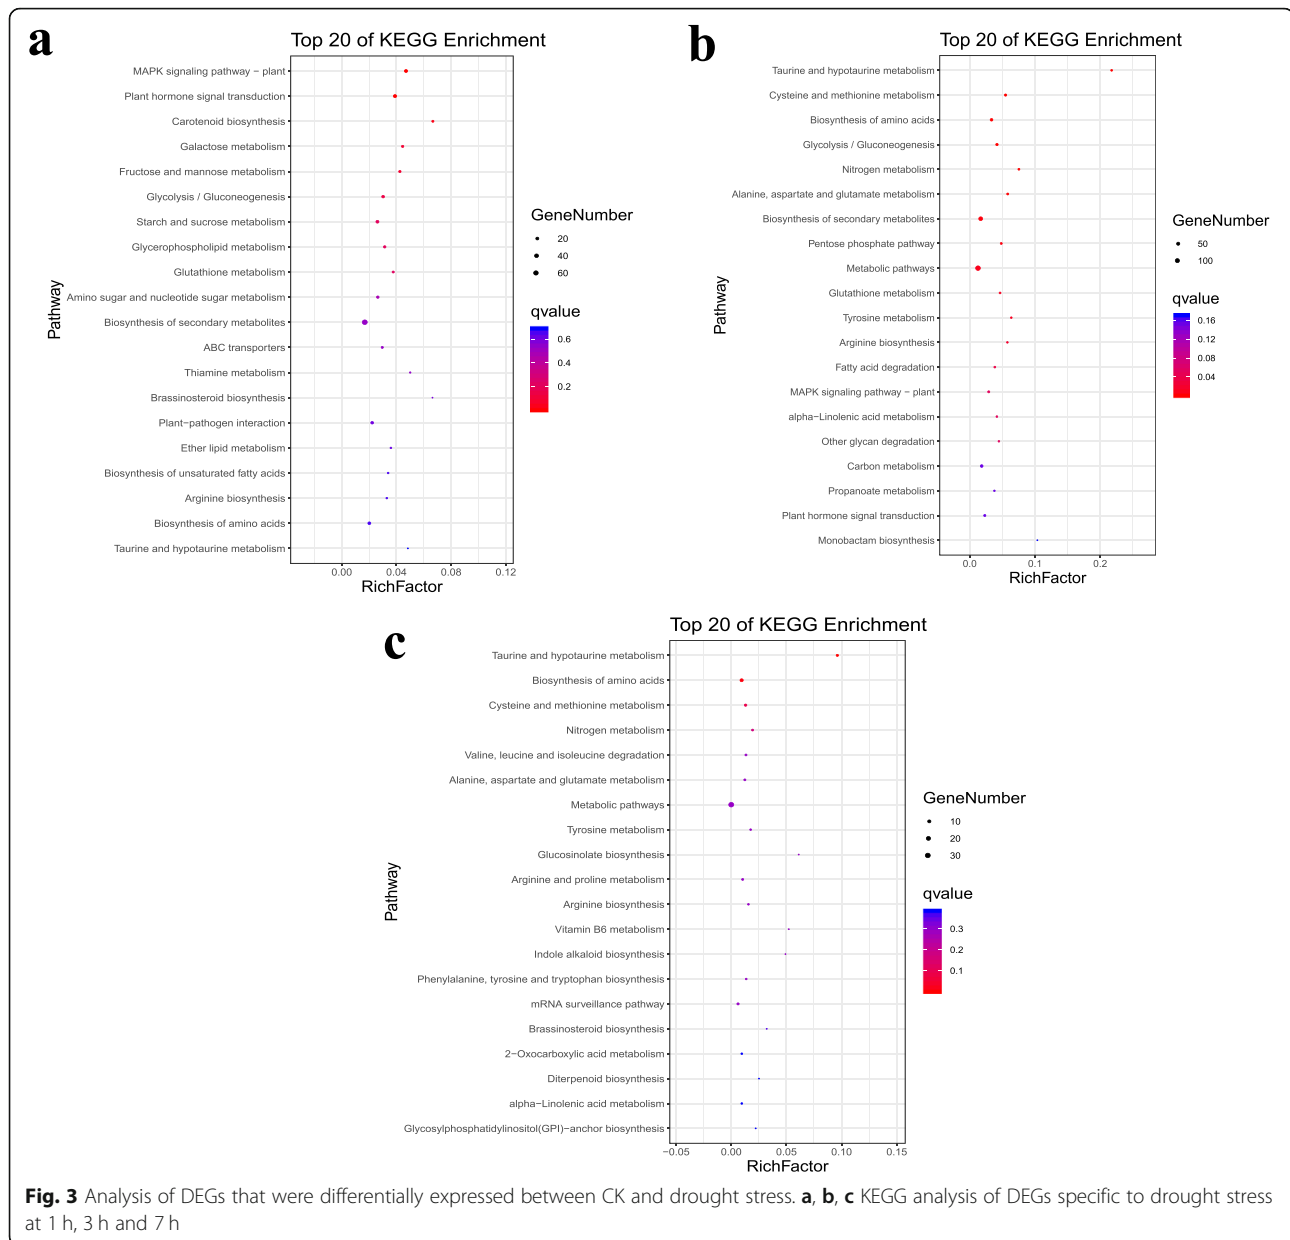 a
Top 20 of KEGG Enrichment
Pathway
MAPK signaling pathway − plant
Plant hormone signal transduction
Carotenoid biosynthesis
Galactose metabolism
Fructose and mannose metabolism
Glycolysis / Gluconeogenesis
Starch and sucrose metabolism
Glycerophospholipid metabolism
Glutathione metabolism
Amino sugar and nucleotide sugar metabolism
Biosynthesis of secondary metabolites
ABC transporters
Thiamine metabolism
Brassinosteroid biosynthesis
Plant−pathogen interaction
Ether lipid metabolism
Biosynthesis of unsaturated fatty acids
Arginine biosynthesis
Biosynthesis of amino acids
Taurine and hypotaurine metabolism
0.00 0.04 0.08 0.12
RichFactor
GeneNumber
20
40
60
qvalue
0.6
0.4
0.2
b
Top 20 of KEGG Enrichment
Pathway
Taurine and hypotaurine metabolism
Cysteine and methionine metabolism
Biosynthesis of amino acids
Glycolysis / Gluconeogenesis
Nitrogen metabolism
Alanine, aspartate and glutamate metabolism
Biosynthesis of secondary metabolites
Pentose phosphate pathway
Metabolic pathways
Glutathione metabolism
Tyrosine metabolism
Arginine biosynthesis
Fatty acid degradation
MAPK signaling pathway − plant
alpha−Linolenic acid metabolism
Other glycan degradation
Carbon metabolism
Propanoate metabolism
Plant hormone signal transduction
Monobactam biosynthesis
0.0 0.1 0.2
RichFactor
GeneNumber
50
100
qvalue
0.16
0.12
0.08
0.04
c
Top 20 of KEGG Enrichment
Pathway
Taurine and hypotaurine metabolism
Biosynthesis of amino acids
Cysteine and methionine metabolism
Nitrogen metabolism
Valine, leucine and isoleucine degradation
Alanine, aspartate and glutamate metabolism
Metabolic pathways
Tyrosine metabolism
Glucosinolate biosynthesis
Arginine and proline metabolism
Arginine biosynthesis
Vitamin B6 metabolism
Indole alkaloid biosynthesis
Phenylalanine, tyrosine and tryptophan biosynthesis
mRNA surveillance pathway
Brassinosteroid biosynthesis
2−Oxocarboxylic acid metabolism
Diterpenoid biosynthesis
alpha−Linolenic acid metabolism
Glycosylphosphatidylinositol(GPI)−anchor biosynthesis
−0.05 0.00 0.05 0.10 0.15
RichFactor
GeneNumber
10
20
30
qvalue
0.3
0.2
0.1
Fig. 3 Analysis of DEGs that were differentially expressed between CK and drought stress. a, b, c KEGG analysis of DEGs specific to drought stress
at 1 h, 3 h and 7 h